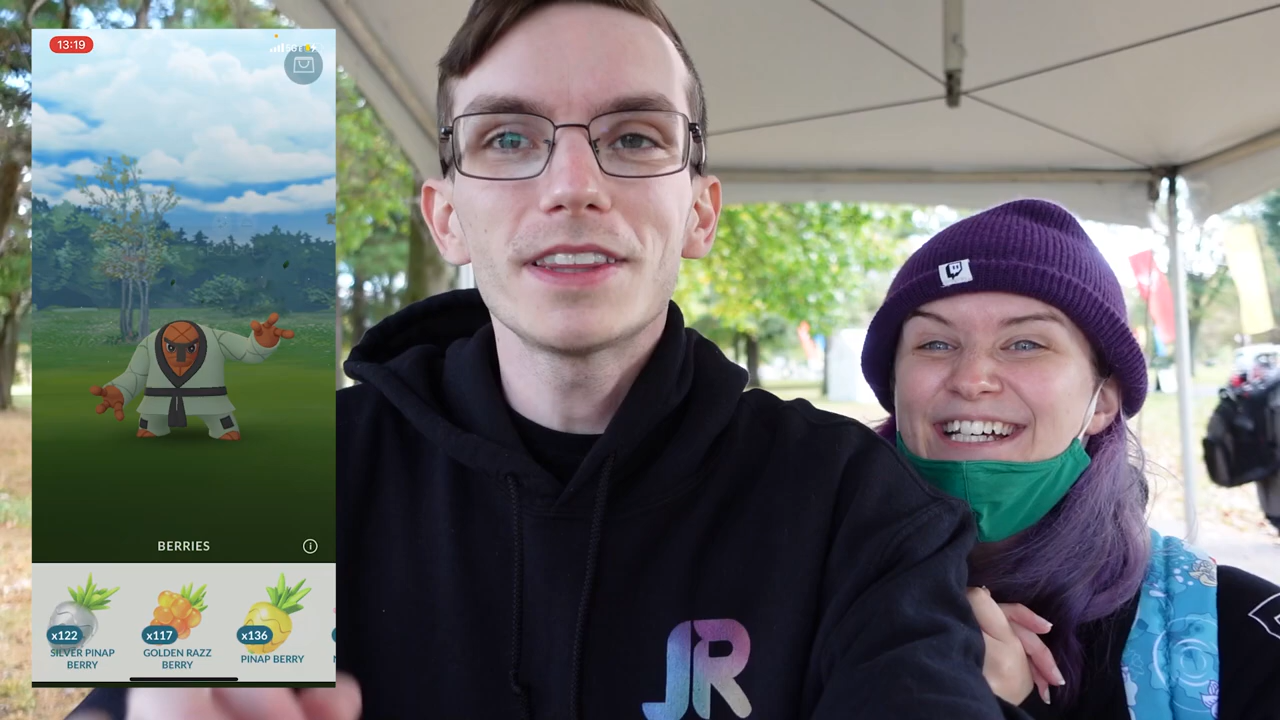 13:19
BERRIES
x122
x117
x136
SILVER PINAP
BERRY
GOLDEN RAZZ
BERRY
PINAP BERRY
JR